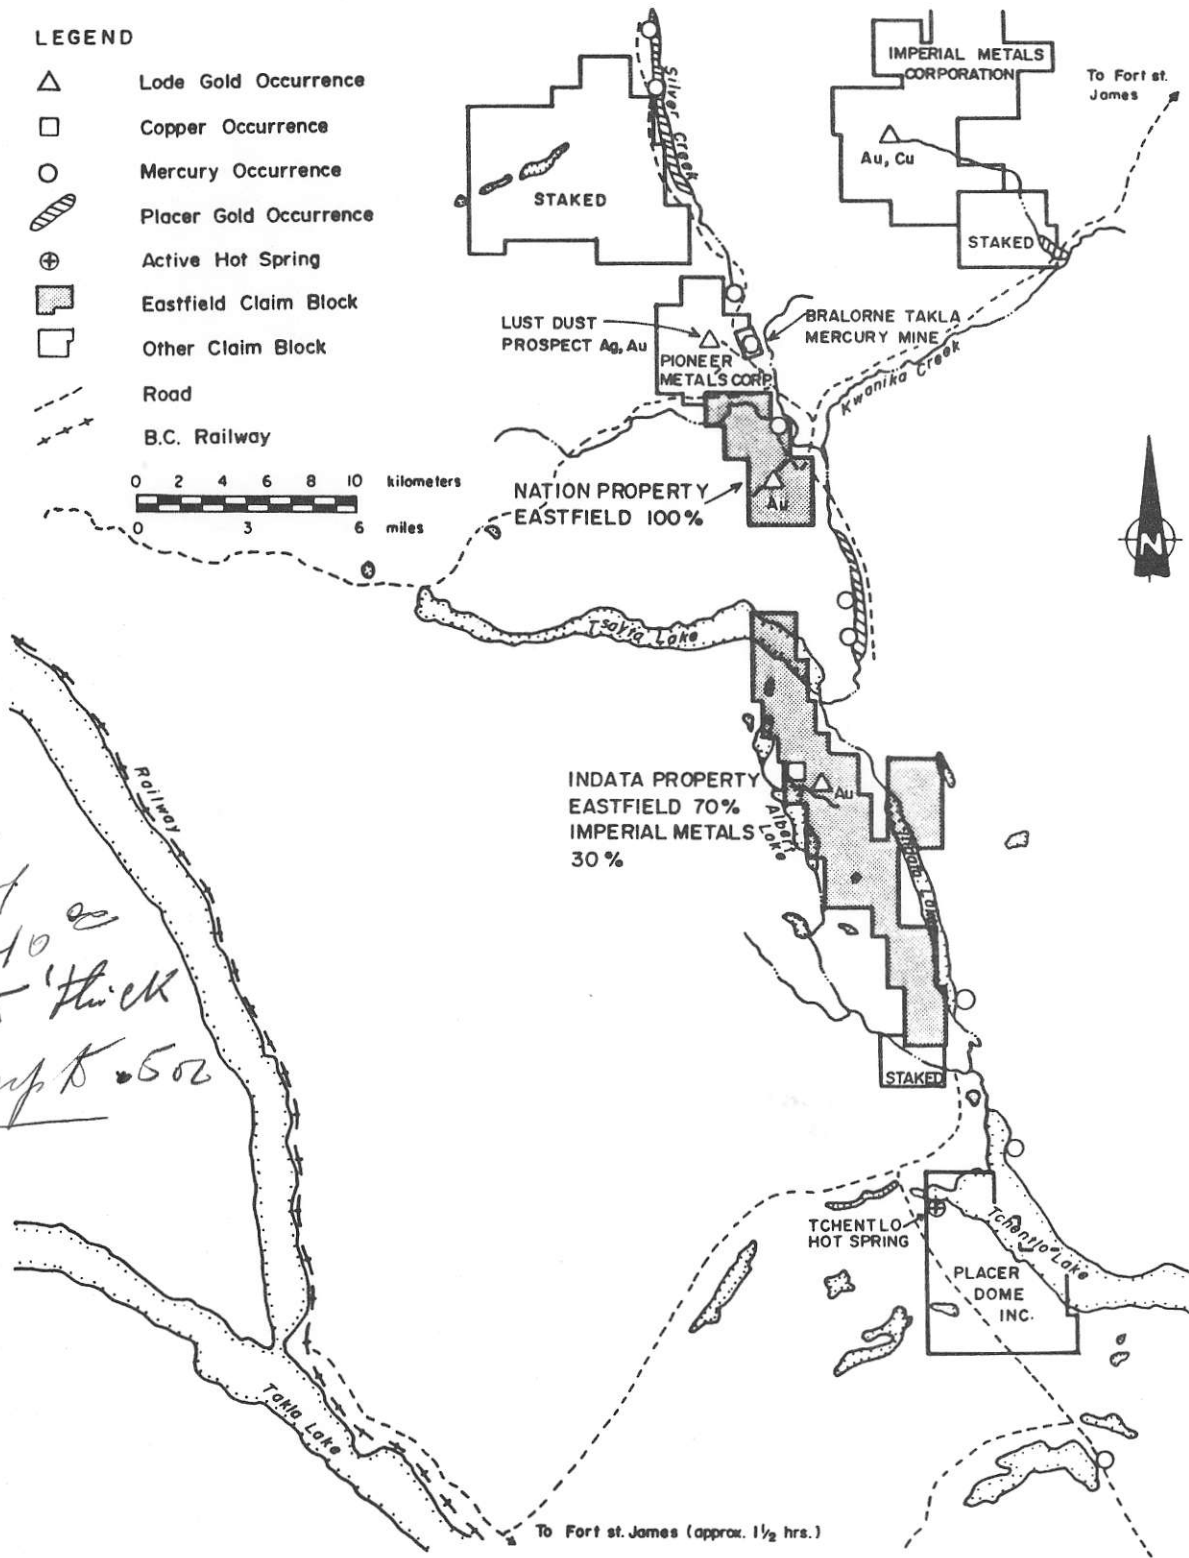 LEGEND
Lode Gold Occurrence
Copper Occurrence
Mercury Occurrence
Placer Gold Occurrence
Active Hot Spring
Eastfield Claim Block
Other Claim Block
Road
B.C. Railway
0 2 4 6 8 10 kilometers
0 3 6 miles
Silver Creek
STAKED
IMPERIAL METALS
CORPORATION
To Fort st.
James
Au, Cu
STAKED
LUST DUST
PROSPECT Ag, Au
BRALORNE TAKLA
MERCURY MINE
PIONEER
METALS CORP.
Kwanika Creek
NATION PROPERTY
EASTFIELD 100%
Au
N
Tsayta Lake
Railway
INDATA PROPERTY
EASTFIELD 70%
IMPERIAL METALS
30%
Au
Albert
Lake
Indata Lake
thick
.5 oz
STAKED
TCHENTLO
HOT SPRING
Tchentlo Lake
PLACER
DOME
INC.
Takla Lake
To Fort st. James (approx. 1½ hrs.)